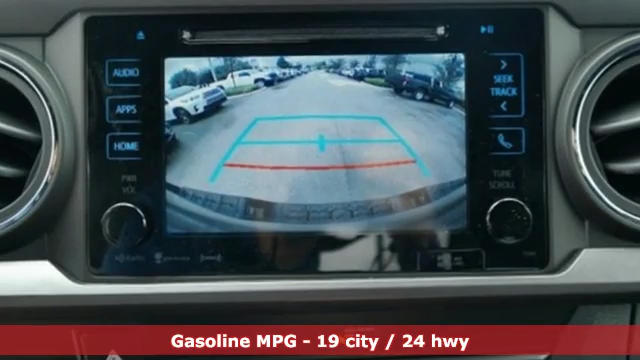 AUDIO
APPS
HOME
PWR
VOL
SEEK
TRACK
TUNE
SCROLL
Gasoline MPG - 19 city / 24 hwy